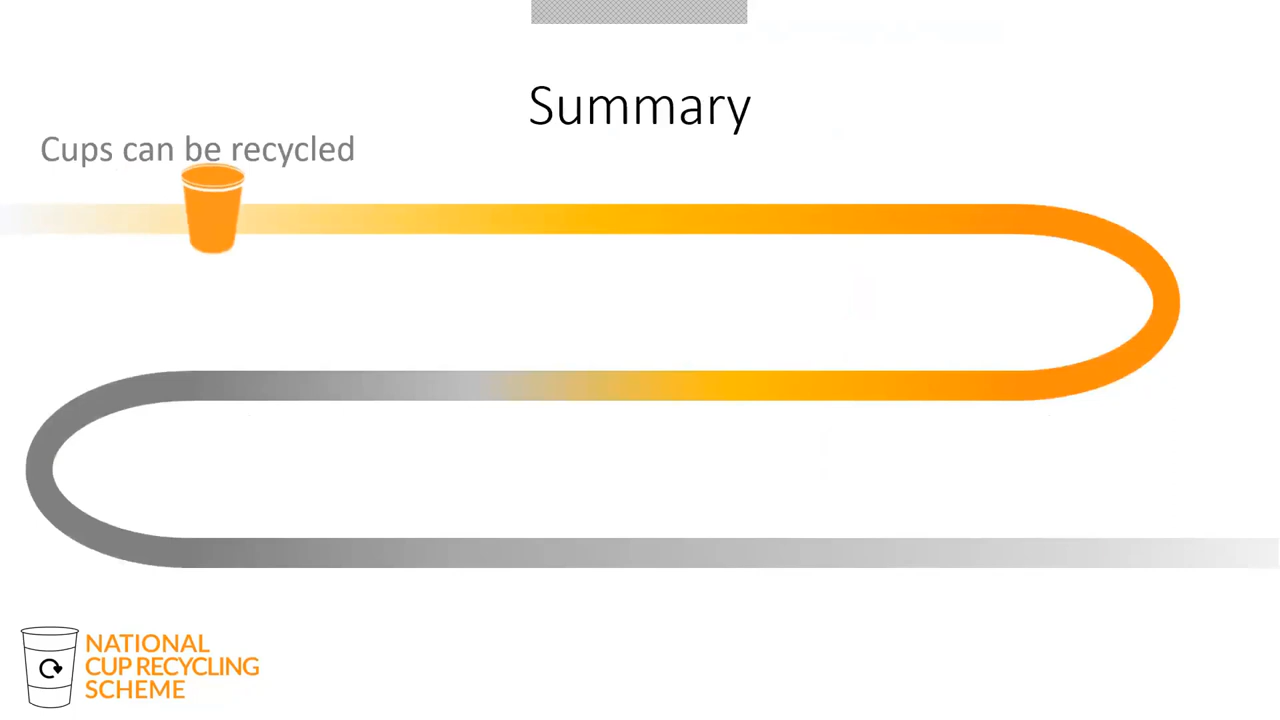 Summary
Cups can be recycled
NATIONAL
CUP RECYCLING
SCHEME